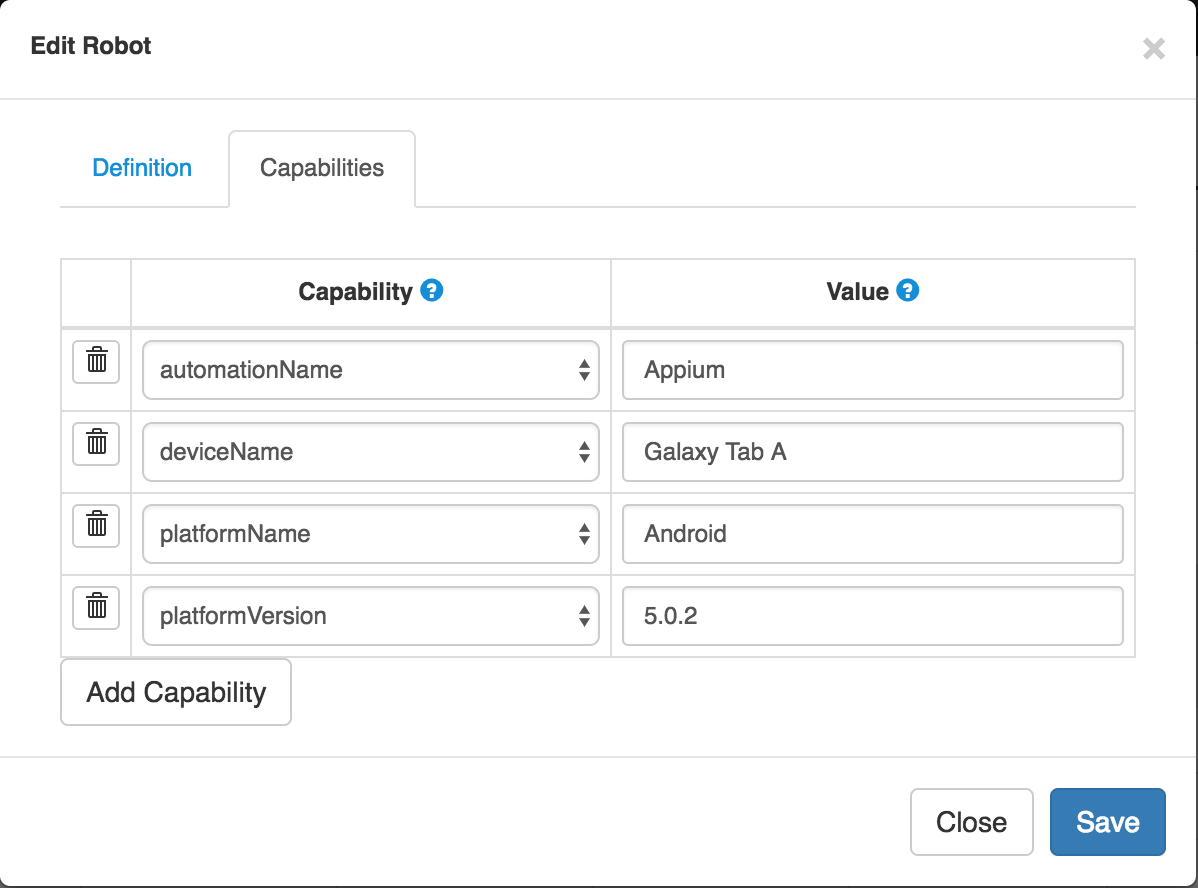 Edit Robot
Definition Capabilities
Capability Value
automationName Appium
deviceName Galaxy Tab A
platformName Android
platformVersion 5.0.2
Add Capability
Close Save